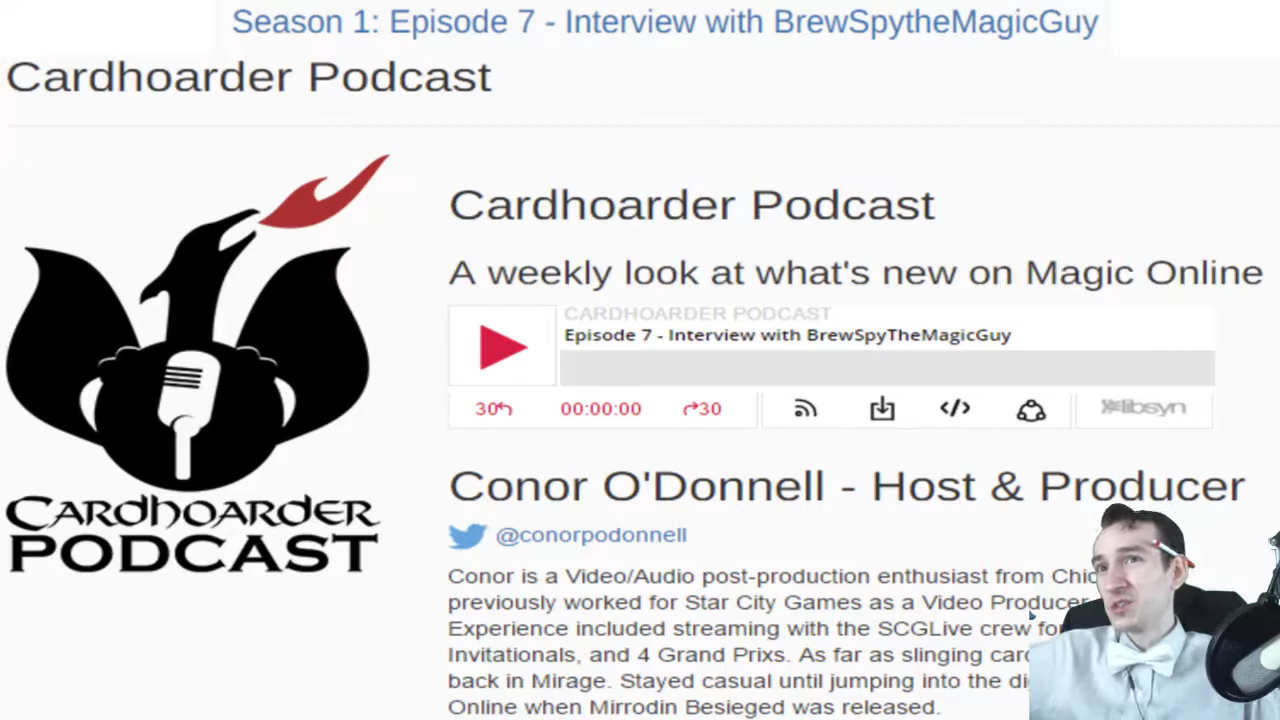 Season 1: Episode 7 - Interview with BrewSpytheMagicGuy
Cardhoarder Podcast
Cardhoarder Podcast
A weekly look at what's new on Magic Online
CARDHOARDER PODCAST
Episode 7 - Interview with BrewSpyTheMagicGuy
30
00:00:00
30
libsyn
CARDHOARDER
PODCAST
Conor O'Donnell - Host & Producer
@conorpodonnell
Conor is a Video/Audio post-production enthusiast from
previously worked for Star City Games as a Video Producer
Experience included streaming with the SCGLive crew
Invitationals, and 4 Grand Prixs. As far as slinging
back in Mirage. Stayed casual until jumping into the
Online when Mirrodin Besieged was released.